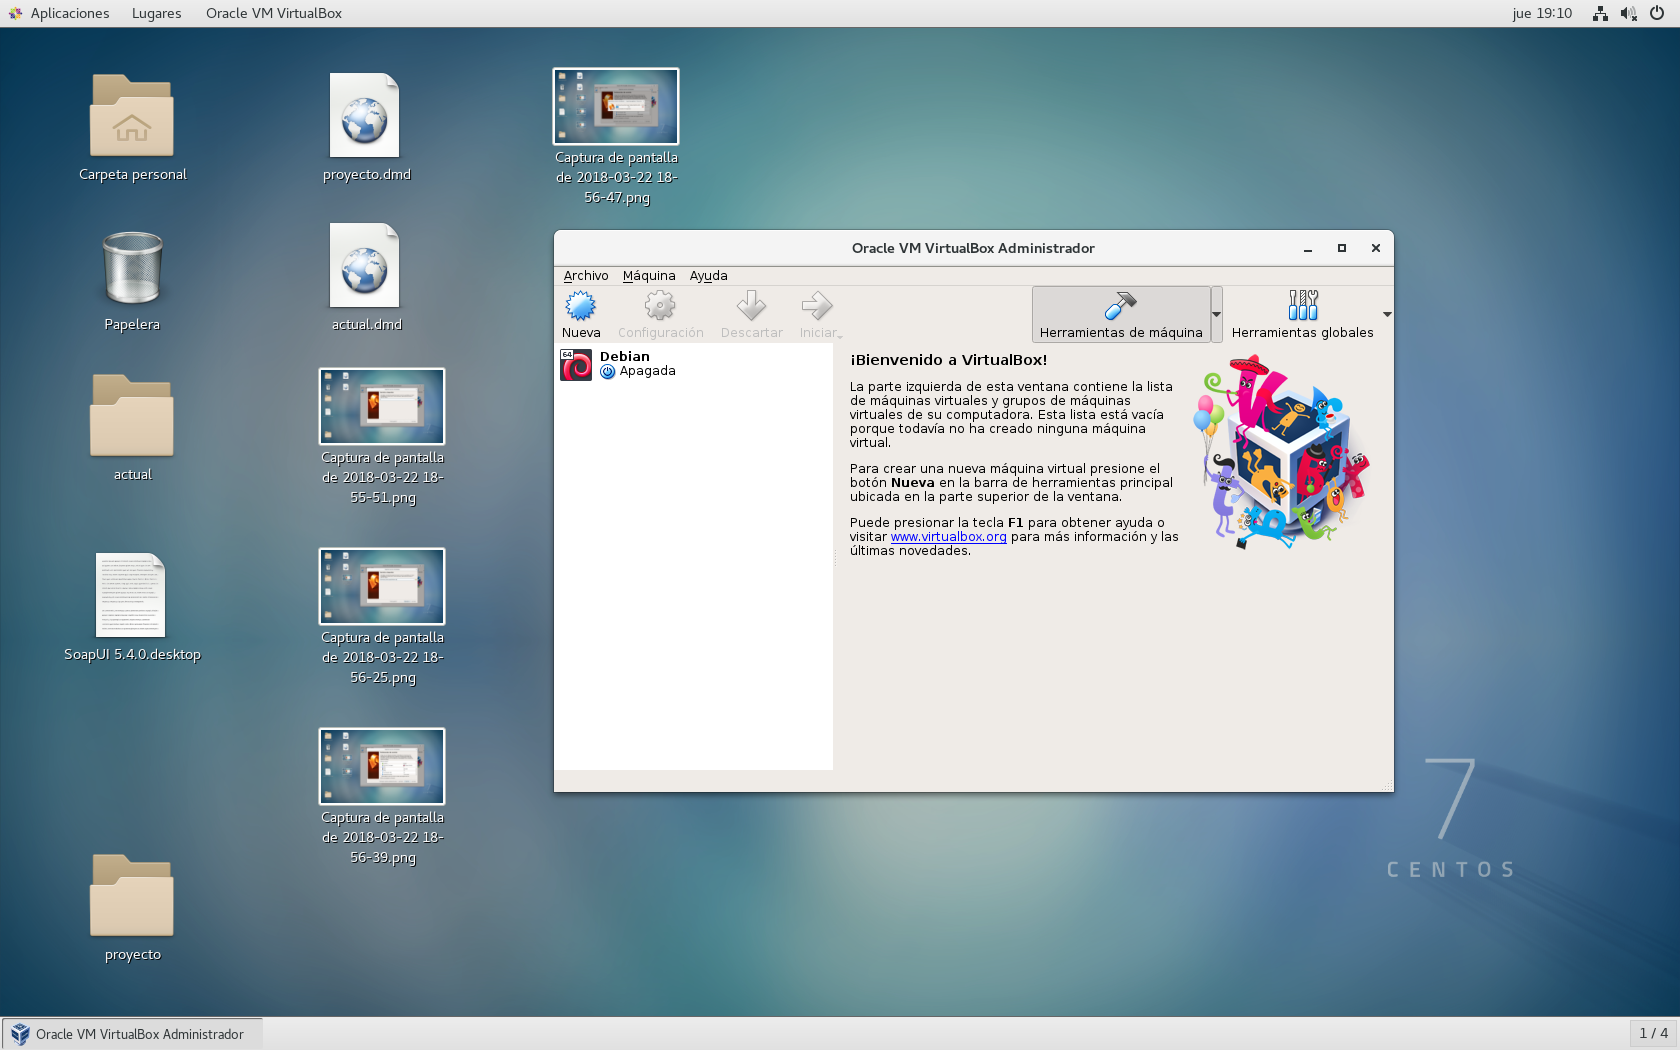 Aplicaciones Lugares Oracle VM VirtualBox jue 19:10
Carpeta personal
Papelera
actual
SoapUI 5.4.0.desktop
proyecto
proyecto.dmd
actual.dmd
Captura de pantalla
de 2018-03-22 18-
55-51.png
Captura de pantalla
de 2018-03-22 18-
56-25.png
Captura de pantalla
de 2018-03-22 18-
56-39.png
Captura de pantalla
de 2018-03-22 18-
56-47.png
Oracle VM VirtualBox Administrador
Archivo Máquina Ayuda
Nueva Configuración Descartar Iniciar Herramientas de máquina Herramientas globales
64
Debian
Apagada
¡Bienvenido a VirtualBox!
La parte izquierda de esta ventana contiene la lista
de máquinas virtuales y grupos de máquinas
virtuales de su computadora. Esta lista está vacía
porque todavía no ha creado ninguna máquina
virtual.
Para crear una nueva máquina virtual presione el
botón Nueva en la barra de herramientas principal
ubicada en la parte superior de la ventana.
Puede presionar la tecla F1 para obtener ayuda o
visitar www.virtualbox.org para más información y las
últimas novedades.
7
CENTOS
Oracle VM VirtualBox Administrador 1 / 4